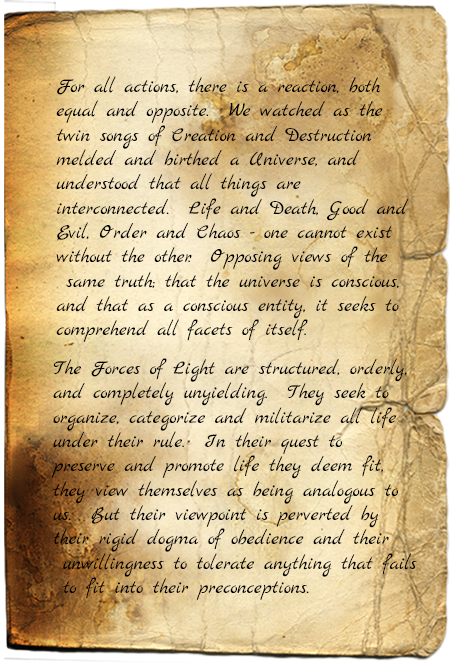 For all actions, there is a reaction, both
equal and opposite. We watched as the
twin songs of Creation and Destruction
melded and birthed a Universe, and
understood that all things are
interconnected. Life and Death, Good and
Evil, Order and Chaos - one cannot exist
without the other. Opposing views of the
same truth: that the universe is conscious,
and that as a conscious entity, it seeks to
comprehend all facets of itself.
The Forces of Light are structured, orderly,
and completely unyielding. They seek to
organize, categorize and militarize all life
under their rule. In their quest to
preserve and promote life they deem fit,
they view themselves as being analogous to
us. But their viewpoint is perverted by
their rigid dogma of obedience and their
unwillingness to tolerate anything that fails
to fit into their preconceptions.